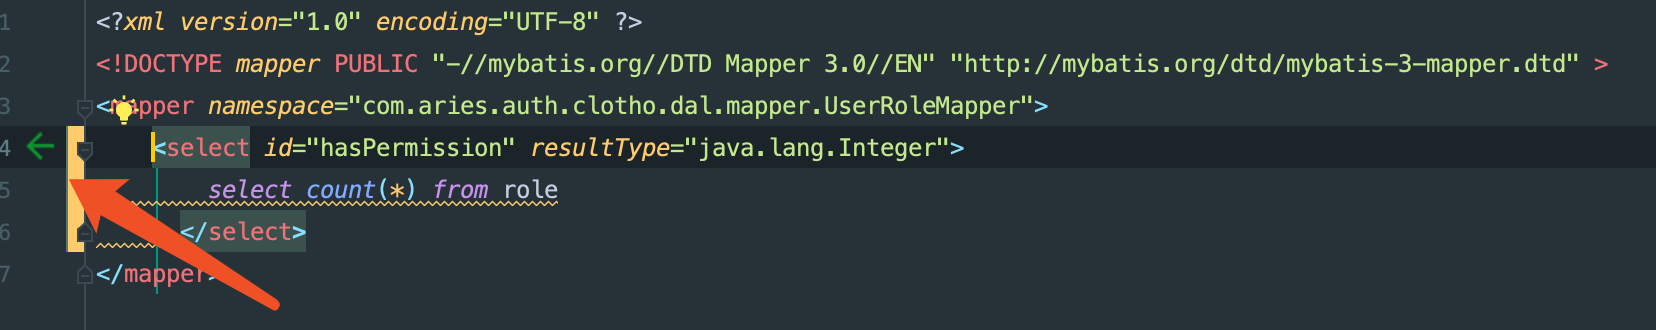 1 <?xml version="1.0" encoding="UTF-8" ?>
2 <!DOCTYPE mapper PUBLIC "-//mybatis.org//DTD Mapper 3.0//EN" "http://mybatis.org/dtd/mybatis-3-mapper.dtd" >
3 <mapper namespace="com.aries.auth.clotho.dal.mapper.UserRoleMapper">
4 <select id="hasPermission" resultType="java.lang.Integer">
5 select count(*) from role
6 </select>
7 </mapper>